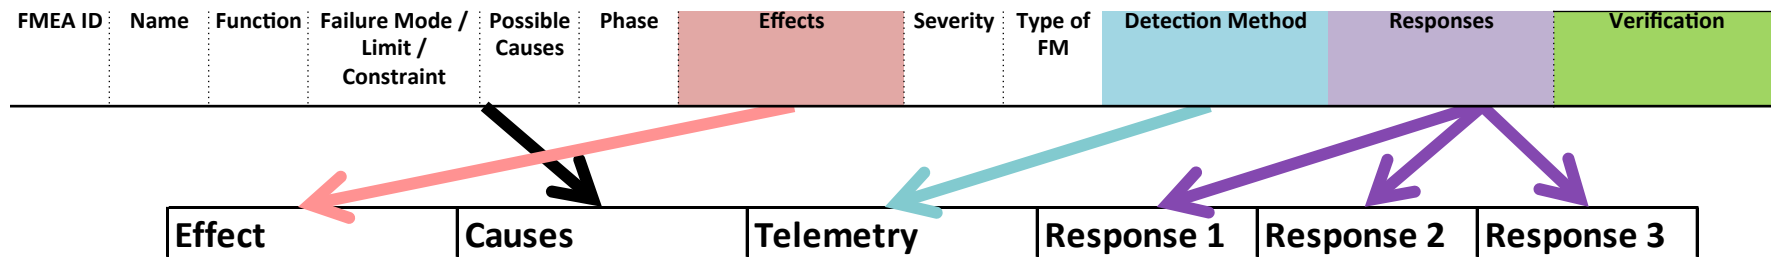 FMEA ID Name Function Failure Mode / Possible Phase Effects Severity Type of Detection Method Responses Verification
Limit / Causes FM
Constraint
Effect Causes Telemetry Response 1 Response 2 Response 3